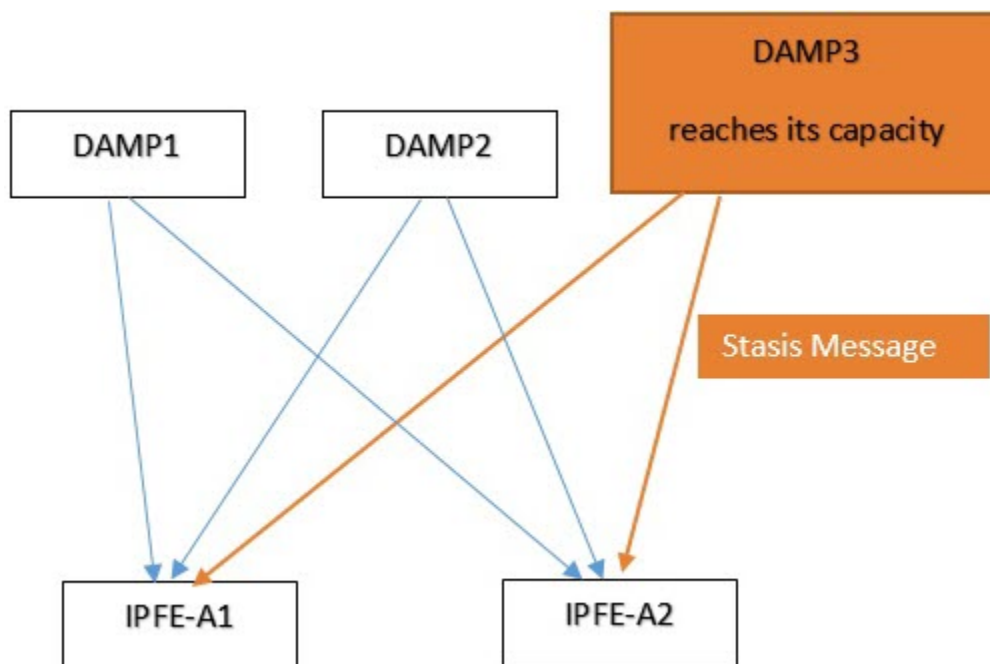 DAMP3
reaches its capacity
DAMP1
DAMP2
Stasis Message
IPFE-A1
IPFE-A2